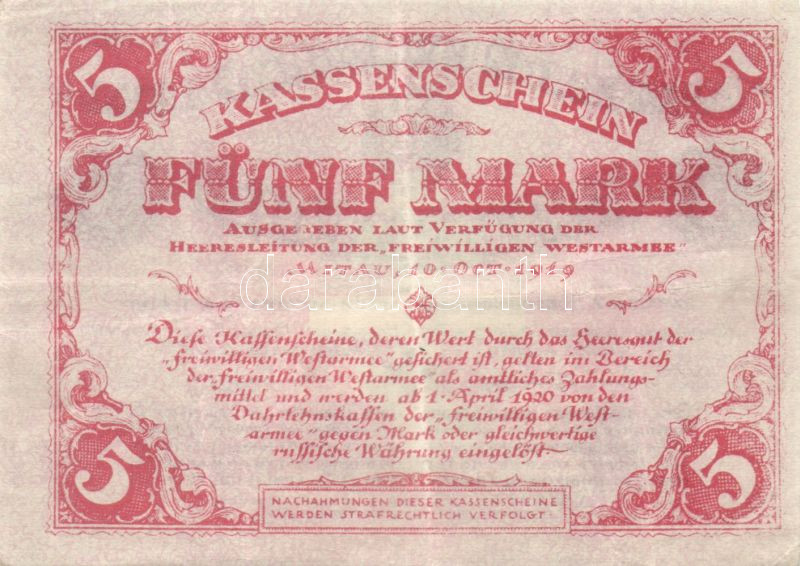 5 5
KASSENSCHEIN
FÜNF MARK
AUSGEGEBEN LAUT VERFÜGUNG DER
HEERESLEITUNG DER „FREIWILLIGEN WESTARMEE"
MITAU, 10·OCT·1919
darabanth
Diese Kassenscheine, deren Wert durch das Heeresgut der
„freiwilligen Westarmee" gesichert ist, gelten im Bereich
der „freiwilligen Westarmee" als amtliches Zahlungs-
mittel und werden ab 1·April 1920 von den
Dahrlehnskassen der „freiwilligen West-
armee" gegen Mark oder gleichwertige
russische Währung eingelöst·
5 5
NACHAHMUNGEN DIESER KASSENSCHEINE
WERDEN STRAFRECHTLICH VERFOLGT·